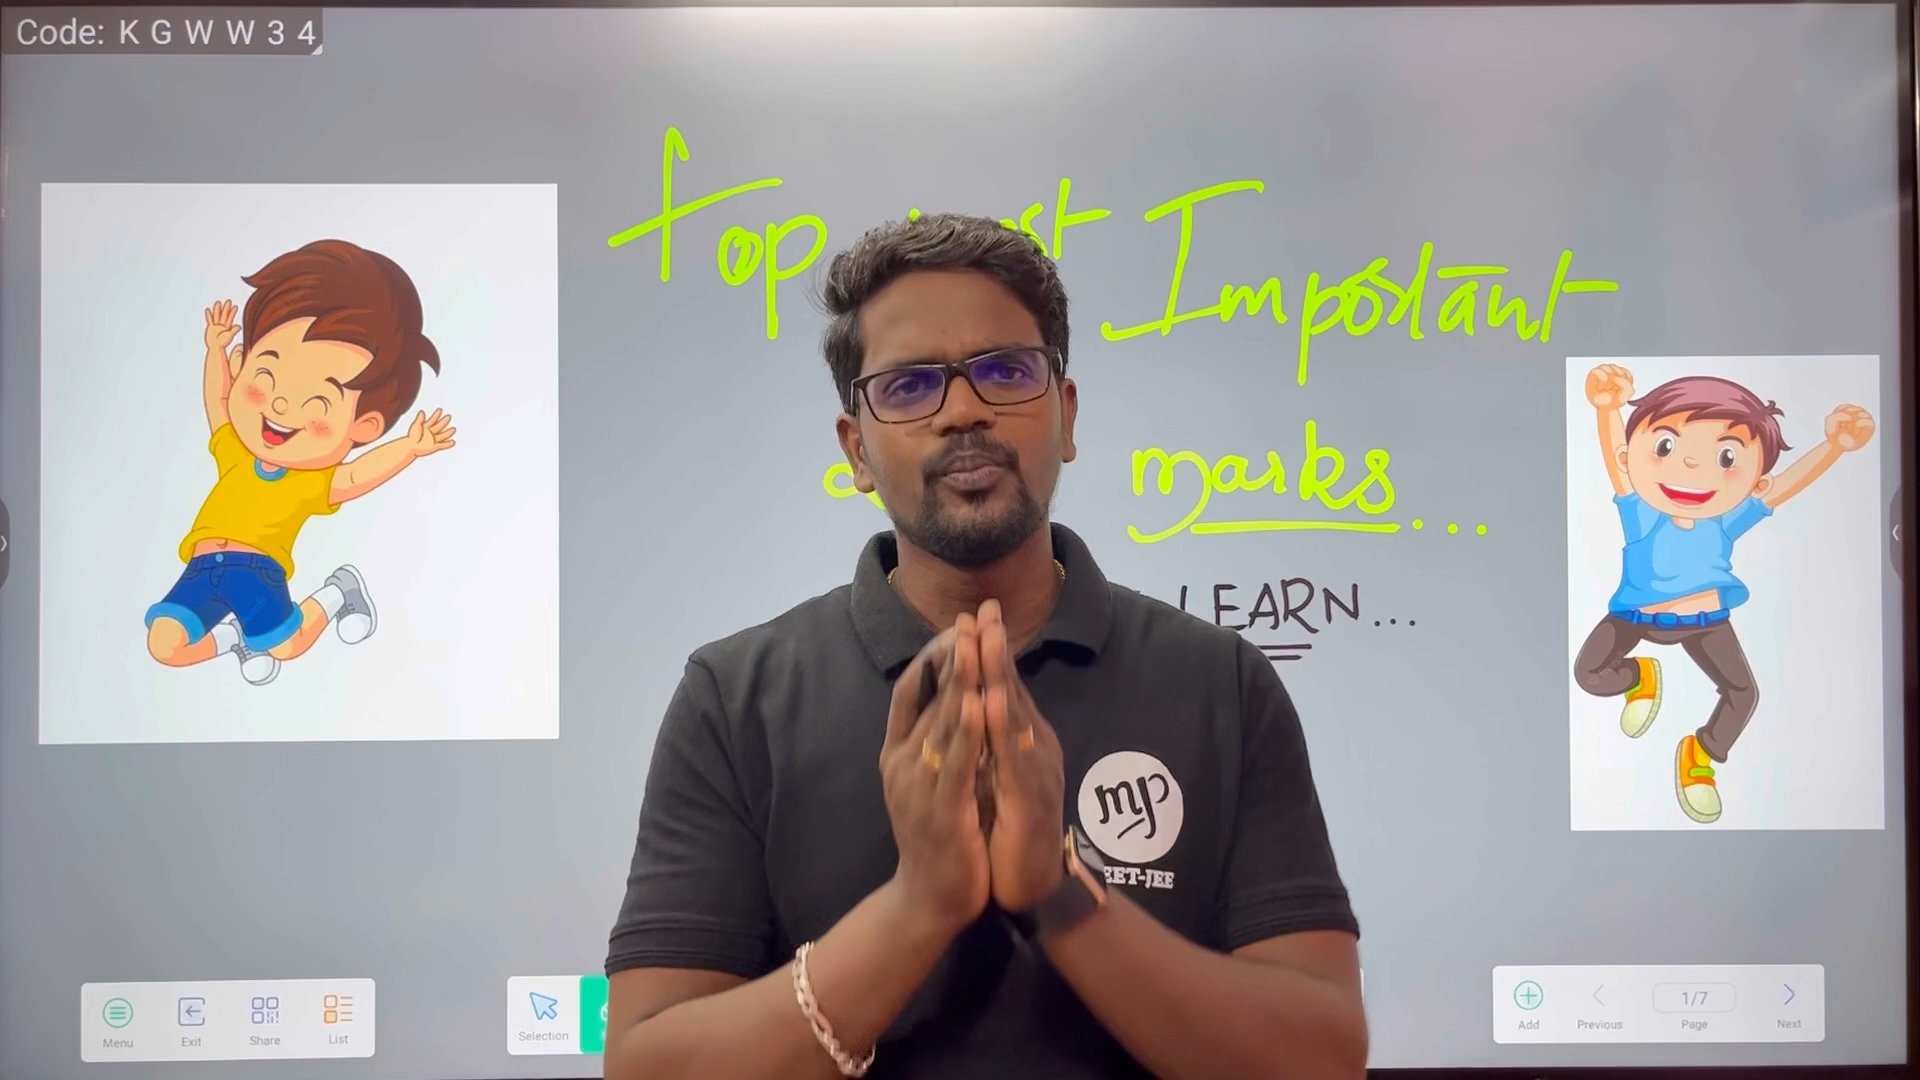 Code: K G W W 3 4
Top Important
marks...
LEARN...
mp
EET-JEE
Menu
Exit
Share
List
Selection
Add
Previous
1/7
Page
Next